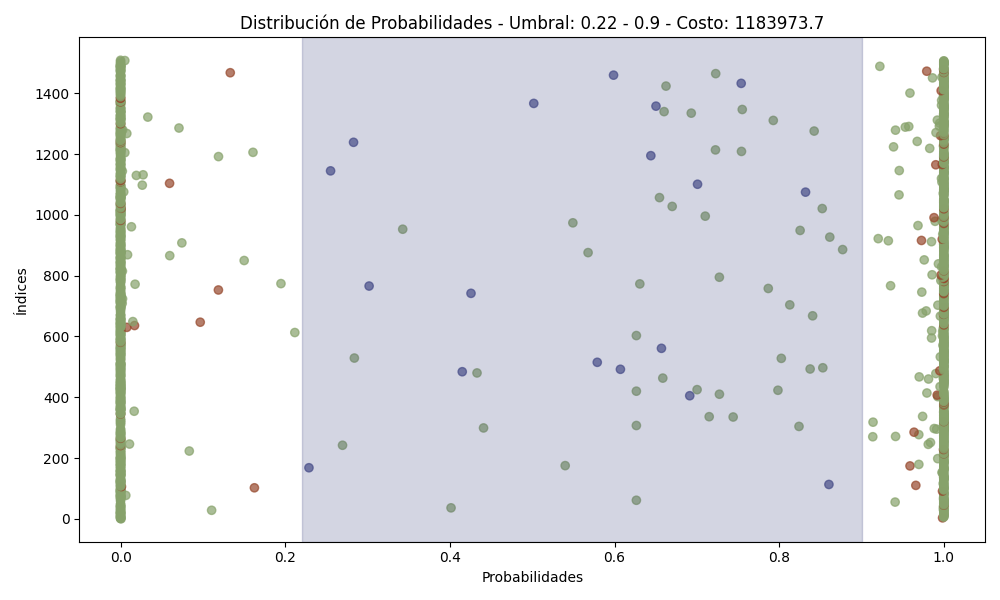 Distribución de Probabilidades - Umbral: 0.22 - 0.9 - Costo: 1183973.7
Índices
1400
1200
1000
800
600
400
200
0
0.0 0.2 0.4 0.6 0.8 1.0
Probabilidades